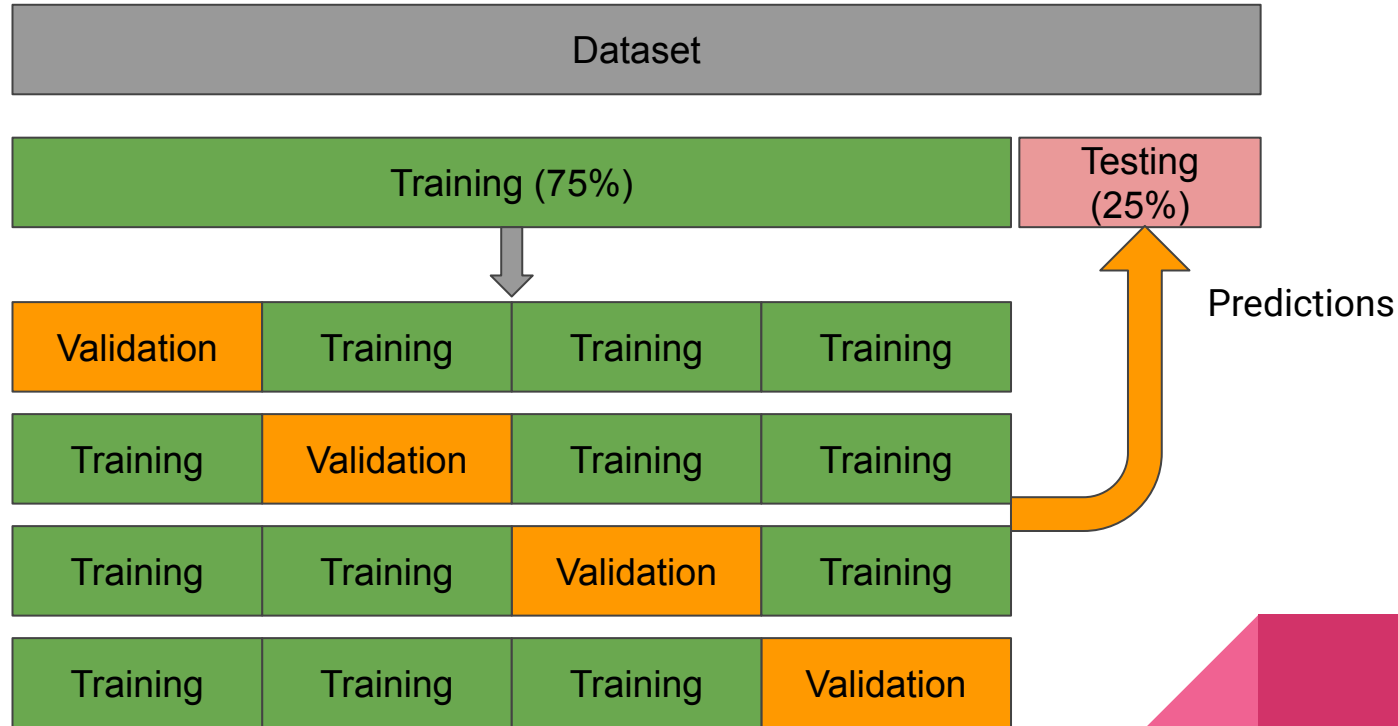 Dataset
Training (75%)
Testing
(25%)
Predictions
Validation Training Training Training
Training Validation Training Training
Training Training Validation Training
Training Training Training Validation